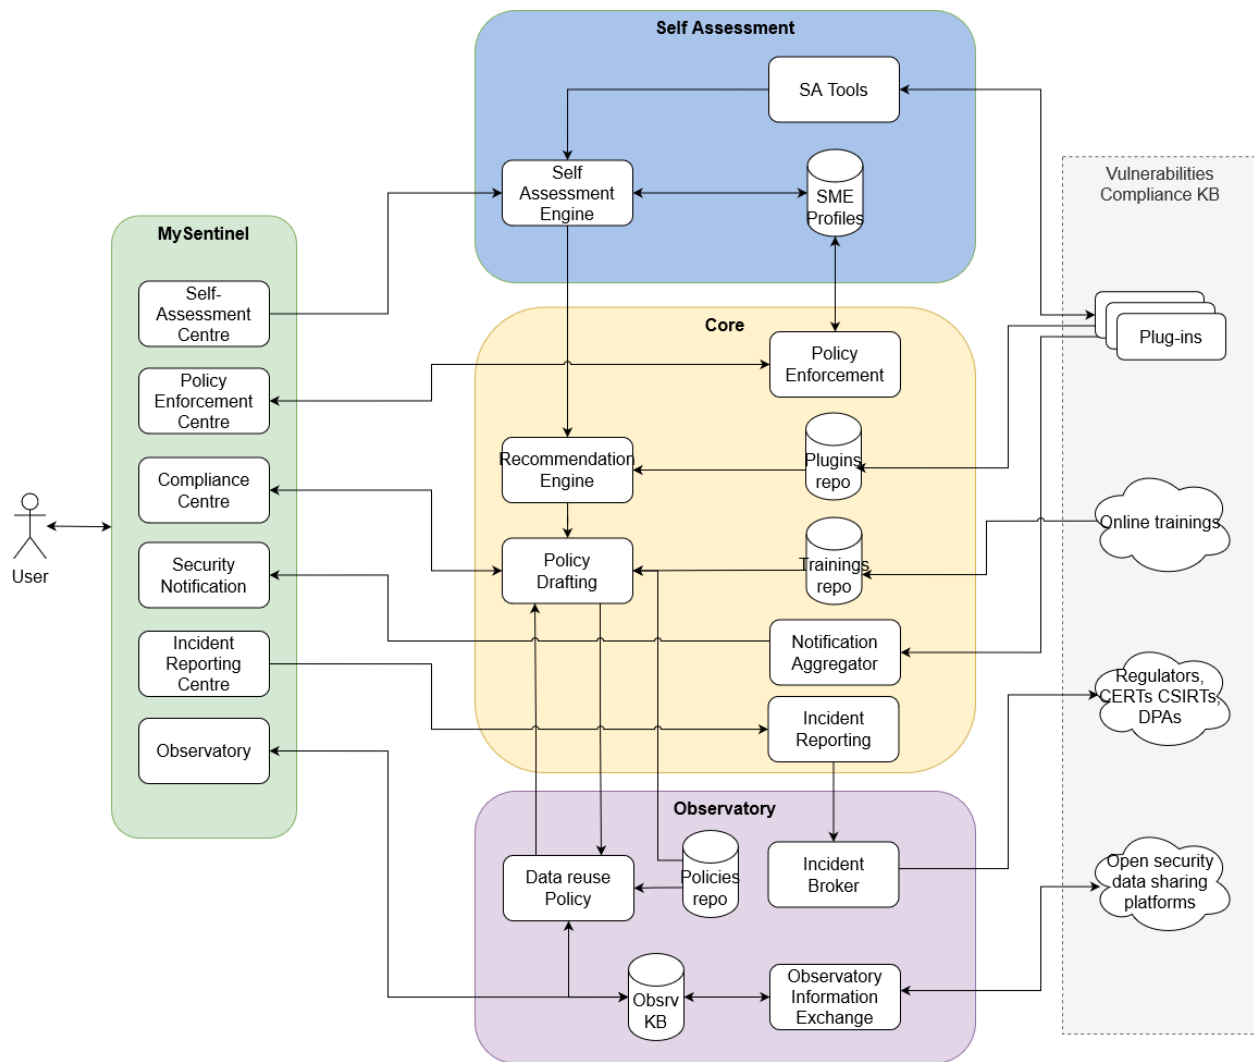 Self Assessment
SA Tools
Self
Assessment
Engine
SME
Profiles
Vulnerabilities
Compliance KB
MySentinel
Self-
Assessment
Centre
Policy
Enforcement
Centre
Compliance
Centre
Security
Notification
Incident
Reporting
Centre
Observatory
User
Core
Policy
Enforcement
Recommendation
Engine
Plugins
repo
Policy
Drafting
Trainings
repo
Notification
Aggregator
Incident
Reporting
Plug-ins
Online trainings
Regulators,
CERTs CSIRTs,
DPAs
Open security
data sharing
platforms
Observatory
Data reuse
Policy
Policies
repo
Incident
Broker
Obsrv
KB
Observatory
Information
Exchange